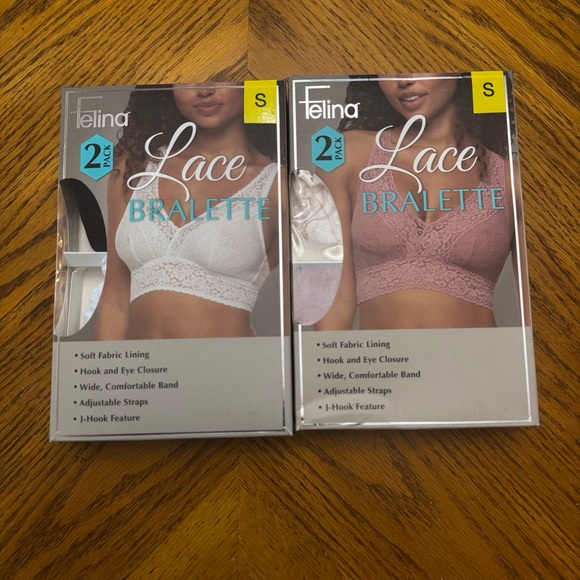 Felina
S
2
PACK
Lace
BRALETTE
• Soft Fabric Lining
• Hook and Eye Closure
• Wide, Comfortable Band
• Adjustable Straps
• J-Hook Feature
Felina
S
2
PACK
Lace
BRALETTE
• Soft Fabric Lining
• Hook and Eye Closure
• Wide, Comfortable Band
• Adjustable Straps
• J-Hook Feature